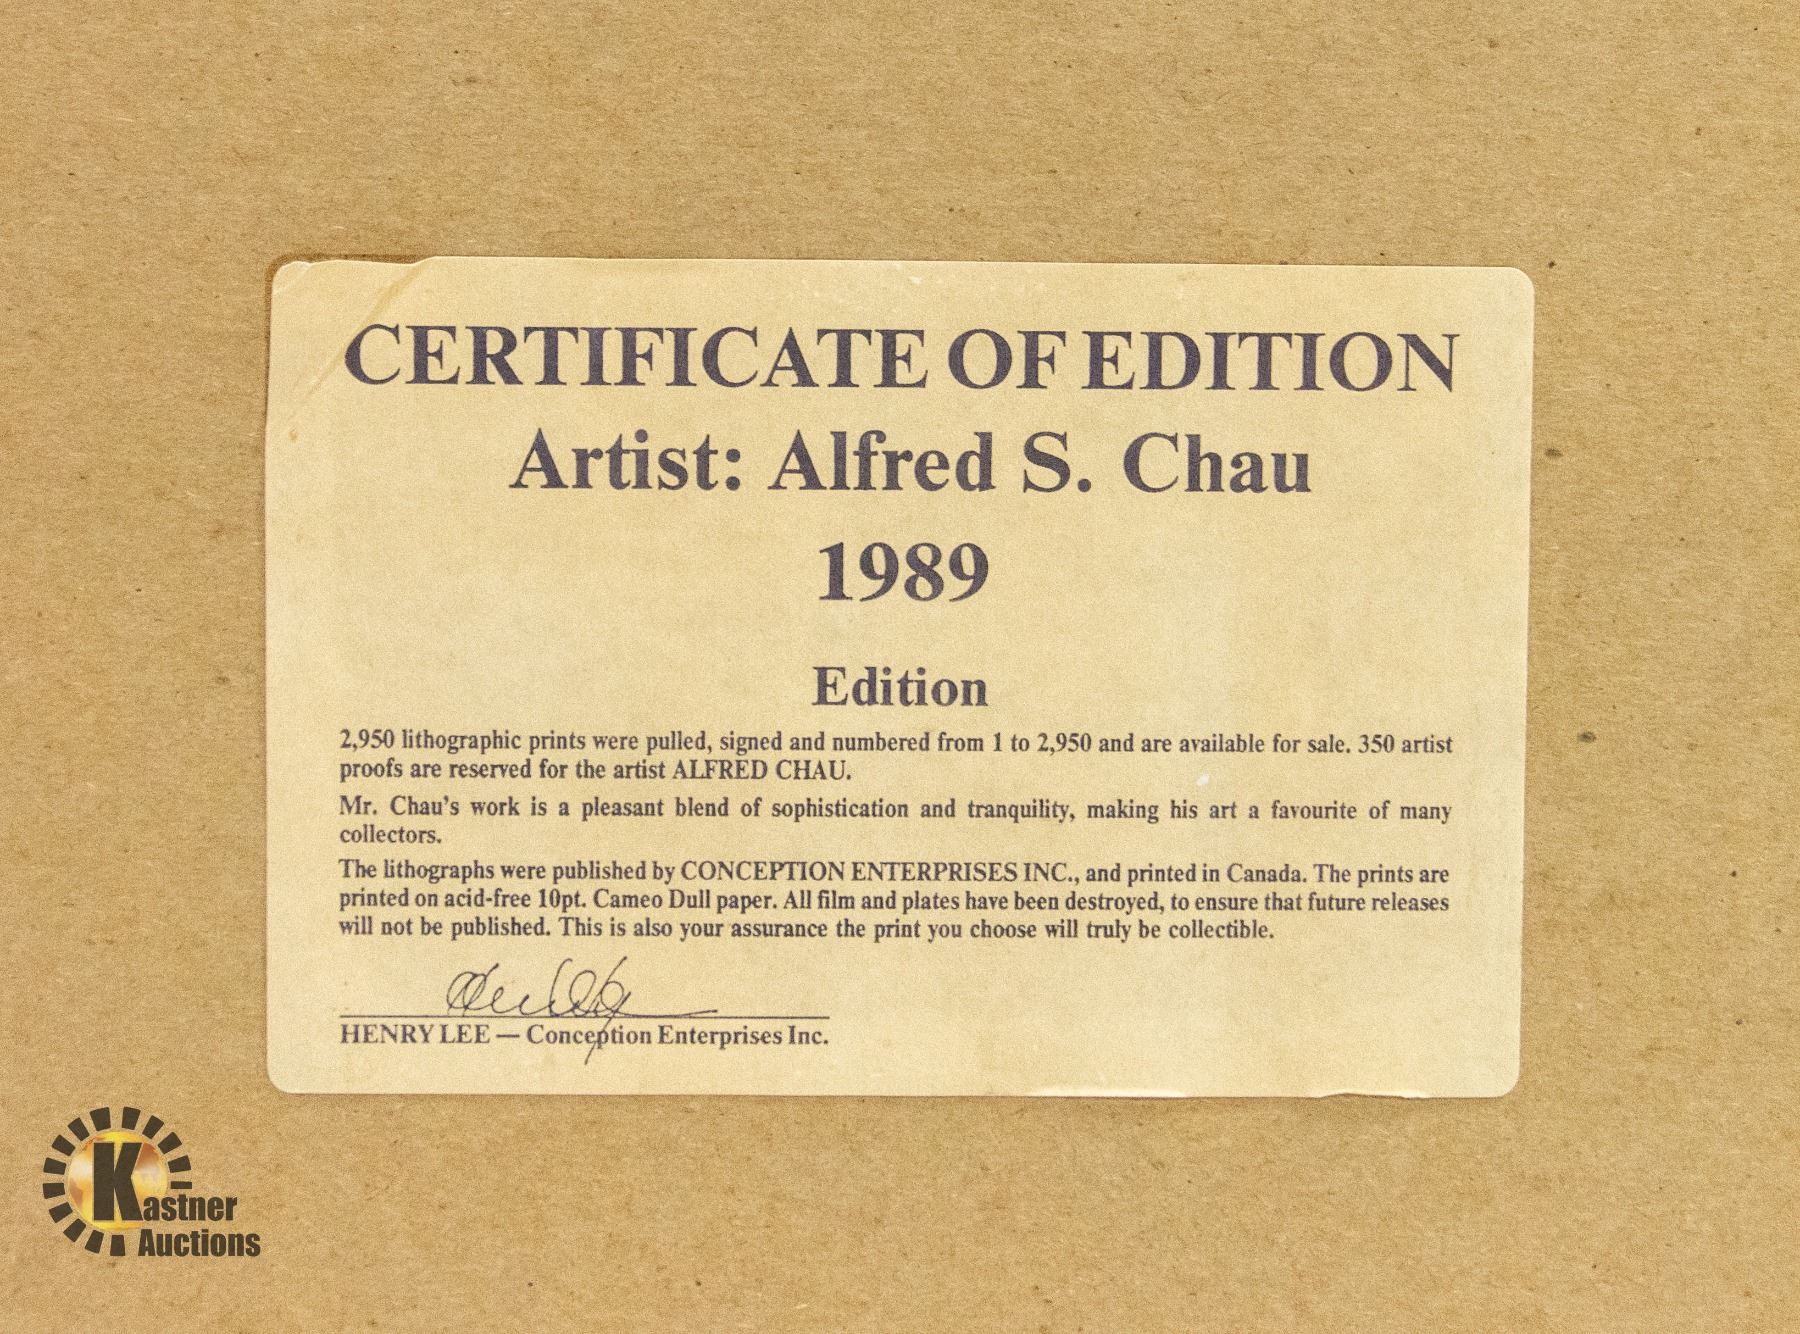 CERTIFICATE OF EDITION
Artist: Alfred S. Chau
1989
Edition
2,950 lithographic prints were pulled, signed and numbered from 1 to 2,950 and are available for sale. 350 artist
proofs are reserved for the artist ALFRED CHAU.
Mr. Chau's work is a pleasant blend of sophistication and tranquility, making his art a favourite of many
collectors.
The lithographs were published by CONCEPTION ENTERPRISES INC., and printed in Canada. The prints are
printed on acid-free 10pt. Cameo Dull paper. All film and plates have been destroyed, to ensure that future releases
will not be published. This is also your assurance the print you choose will truly be collectible.
HENRY LEE — Conception Enterprises Inc.
Kastner
Auctions